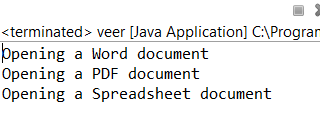 <terminated> veer [Java Application] C:\Program
Opening a Word document
Opening a PDF document
Opening a Spreadsheet document